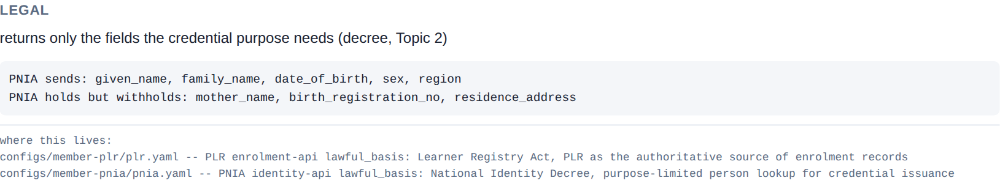 LEGAL
returns only the fields the credential purpose needs (decree, Topic 2)
PNIA sends: given_name, family_name, date_of_birth, sex, region
PNIA holds but withholds: mother_name, birth_registration_no, residence_address
where this lives:
configs/member-plr/plr.yaml -- PLR enrolment-api lawful_basis: Learner Registry Act, PLR as the authoritative source of enrolment records
configs/member-pnia/pnia.yaml -- PNIA identity-api lawful_basis: National Identity Decree, purpose-limited person lookup for credential issuance